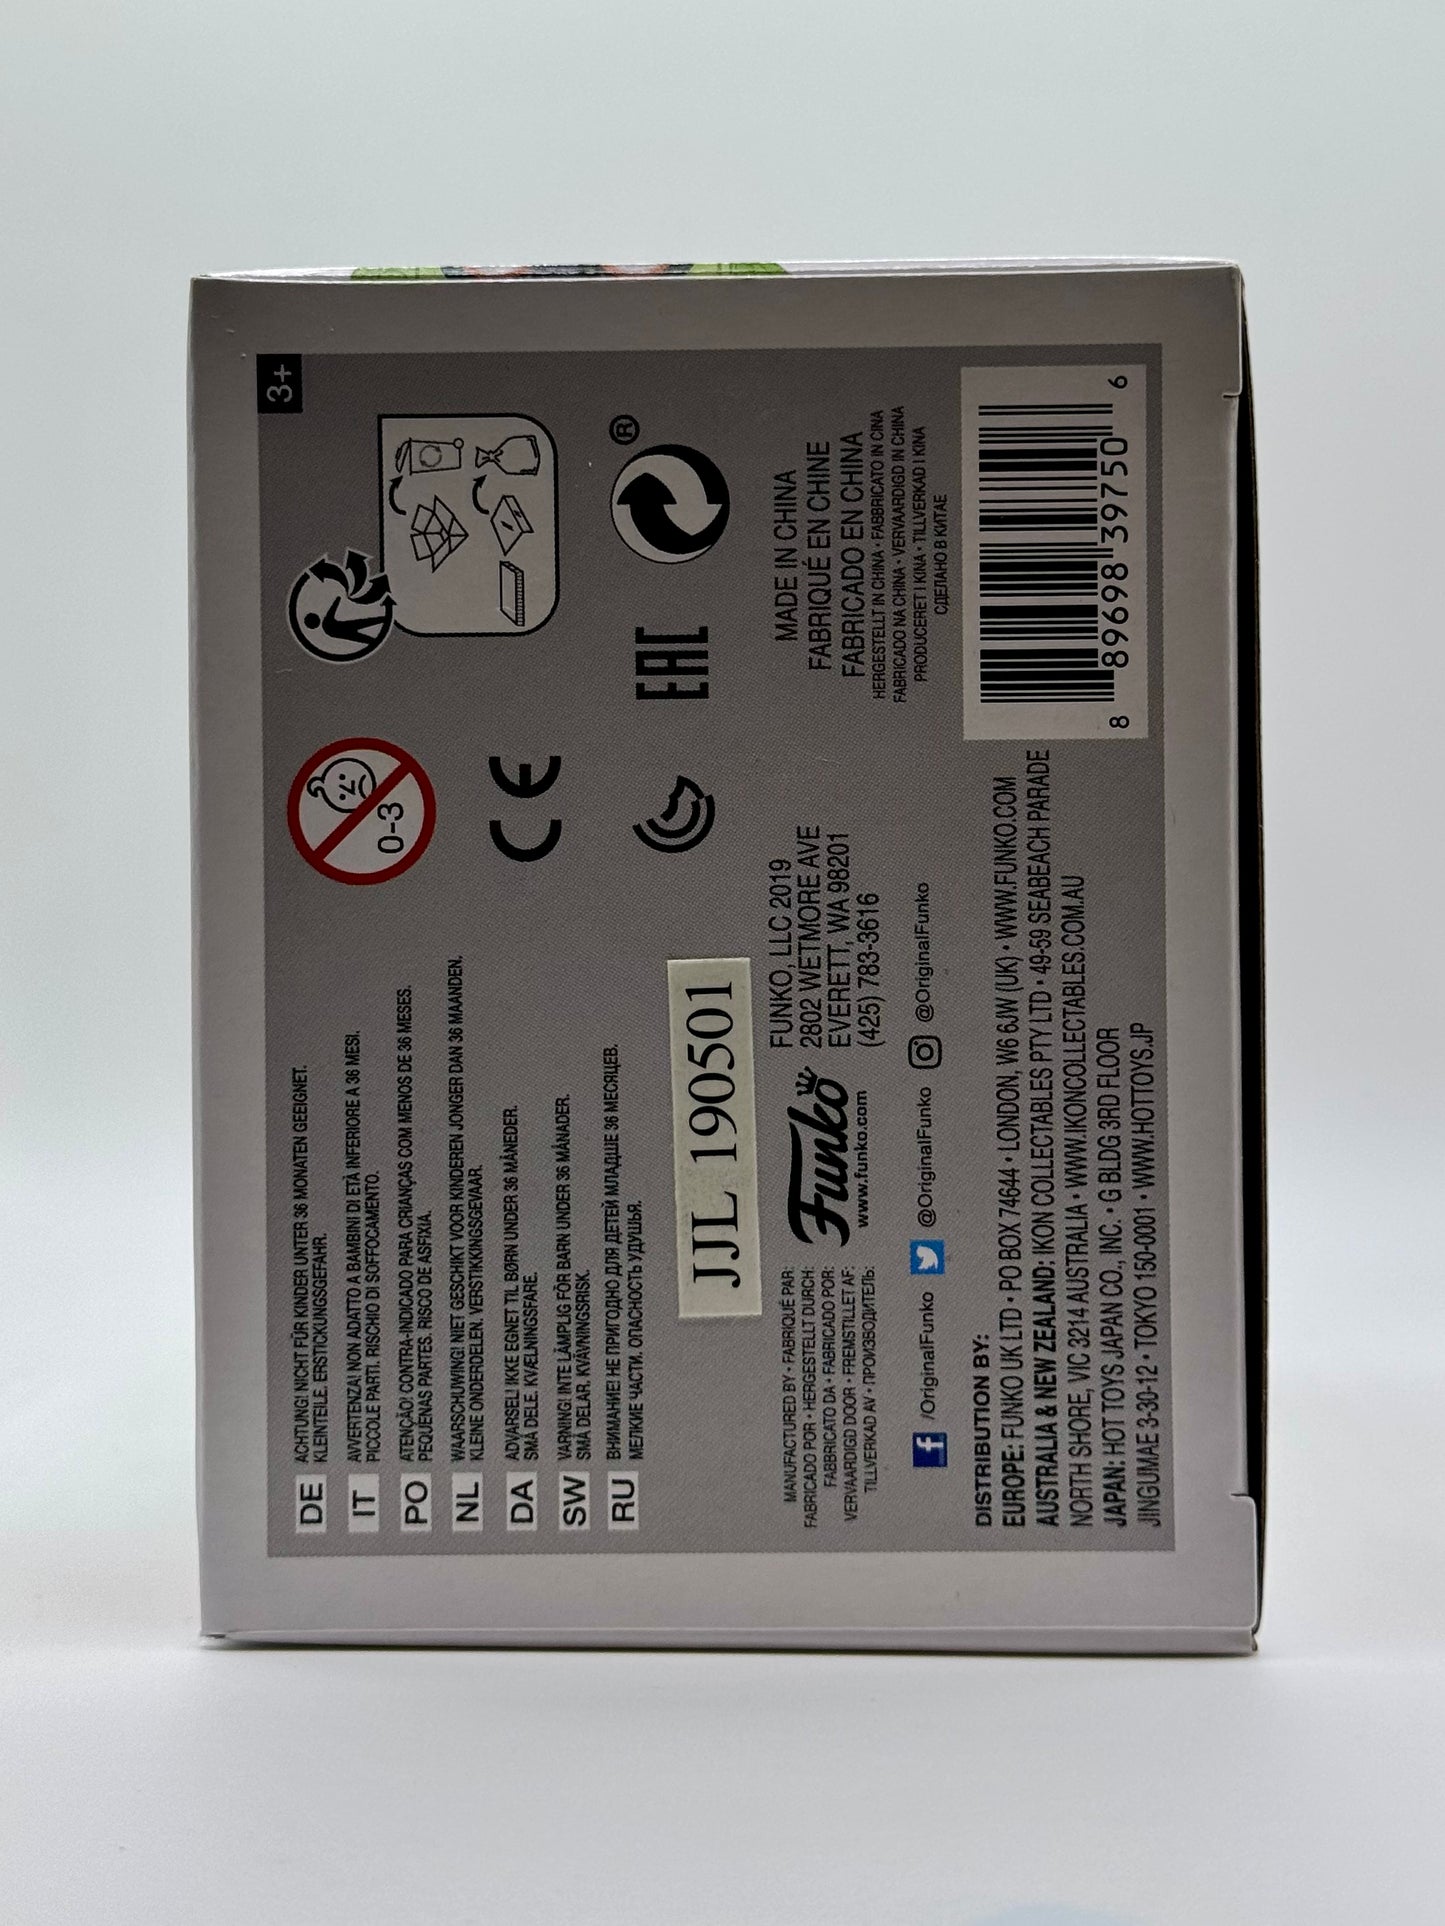 3+
DE ACHTUNG! NICHT FÜR KINDER UNTER 36 MONATEN GEEIGNET.
KLEINTEILE. ERSTICKUNGSGEFAHR.
IT AVVERTENZA! NON ADATTO A BAMBINI DI ETÀ INFERIORE A 36 MESI.
PICCOLE PARTI. RISCHIO DI SOFFOCAMENTO.
PO ATENÇÃO! CONTRA-INDICADO PARA CRIANÇAS COM MENOS DE 36 MESES.
PEQUENAS PARTES. RISCO DE ASFIXIA.
NL WAARSCHUWING! NIET GESCHIKT VOOR KINDEREN JONGER DAN 36 MAANDEN.
KLEINE ONDERDELEN. VERSTIKKINGSGEVAAR.
DA ADVARSEL! IKKE EGNET TIL BØRN UNDER 36 MÅNEDER.
SMÅ DELE. KVÆLNINGSFARE.
SW VARNING! INTE LÄMPLIG FÖR BARN UNDER 36 MÅNADER.
SMÅ DELAR. KVÄVNINGSRISK.
RU ВНИМАНИЕ! НЕ ПРИГОДНО ДЛЯ ДЕТЕЙ МЛАДШЕ 36 МЕСЯЦЕВ.
МЕЛКИЕ ЧАСТИ. ОПАСНОСТЬ УДУШЬЯ.
0-3
CE
EAC
®
JJL 190501
MANUFACTURED BY • FABRIQUÉ PAR:
FABRICADO POR • HERGESTELLT DURCH:
FABBRICATO DA • FABRICADO POR:
VERVAARDIGD DOOR • FREMSTILLET AF:
TILLVERKAD AV • ПРОИЗВОДИТЕЛЬ:
Funko
www.funko.com
FUNKO, LLC 2019
2802 WETMORE AVE
EVERETT, WA 98201
(425) 783-3616
MADE IN CHINA
FABRIQUÉ EN CHINE
FABRICADO EN CHINA
HERGESTELLT IN CHINA • FABBRICATO IN CINA
FABRICADO NA CHINA • VERVAARDIGD IN CHINA
PRODUCERET I KINA • TILLVERKAD I KINA
СДЕЛАНО В КИТАЕ
f /OriginalFunko @OriginalFunko @OriginalFunko
DISTRIBUTION BY:
EUROPE: FUNKO UK LTD • PO BOX 74644 • LONDON, W6 6JW (UK) • WWW.FUNKO.COM
AUSTRALIA & NEW ZEALAND: IKON COLLECTABLES PTY LTD • 49-59 SEABEACH PARADE
NORTH SHORE, VIC 3214 AUSTRALIA • WWW.IKONCOLLECTABLES.COM.AU
JAPAN: HOT TOYS JAPAN CO., INC. • G BLDG 3RD FLOOR
JINGUMAE 3-30-12 • TOKYO 150-0001 • WWW.HOTTOYS.JP
8 89698 39750 6